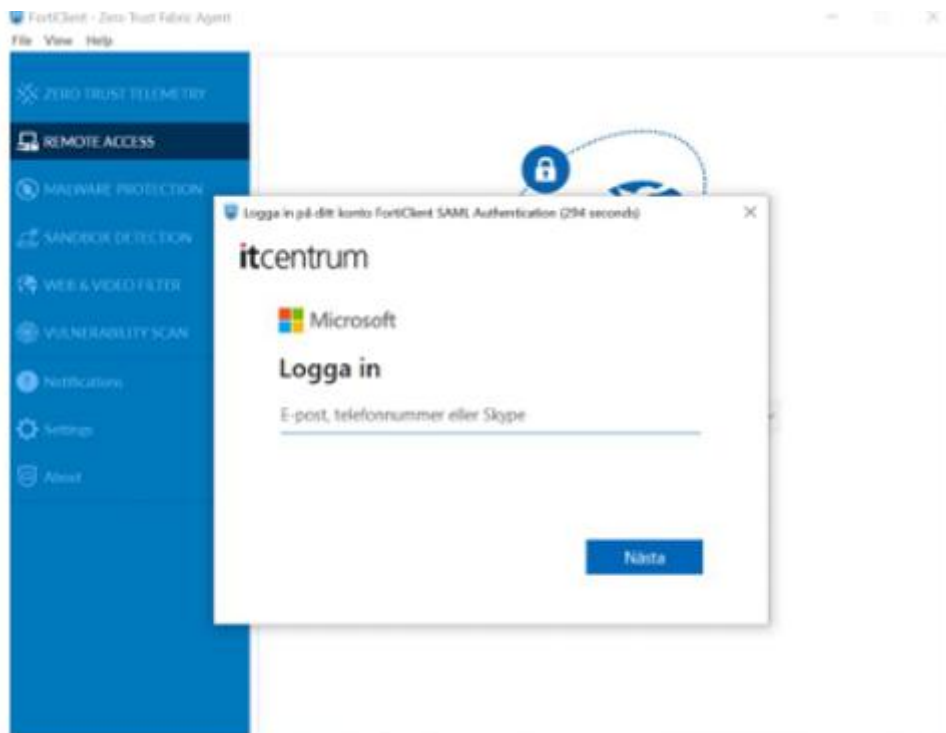 FortiClient - Zero Trust Fabric Agent
File View Help
ZERO TRUST TELEMETRY
REMOTE ACCESS
MALWARE PROTECTION
Logga in på ditt konto FortiClient SAML Authentication (294 seconds)
SANDBOX DETECTION
itcentrum
WEB & VIDEO FILTER
Microsoft
VULNERABILITY SCAN
Logga in
Notifications
E-post, telefonnummer eller Skype
Settings
About
Nästa